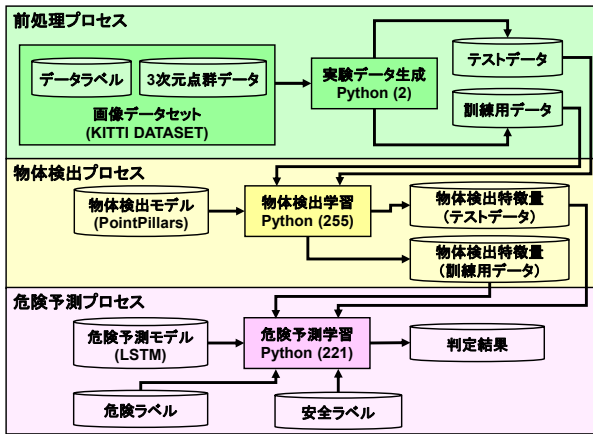 前処理プロセス
データラベル
3次元点群データ
画像データセット
(KITTI DATASET)
実験データ生成
Python (2)
テストデータ
訓練用データ
物体検出プロセス
物体検出モデル
(PointPillars)
物体検出学習
Python (255)
物体検出特徴量
(テストデータ)
物体検出特徴量
(訓練用データ)
危険予測プロセス
危険予測モデル
(LSTM)
危険予測学習
Python (221)
判定結果
危険ラベル
安全ラベル